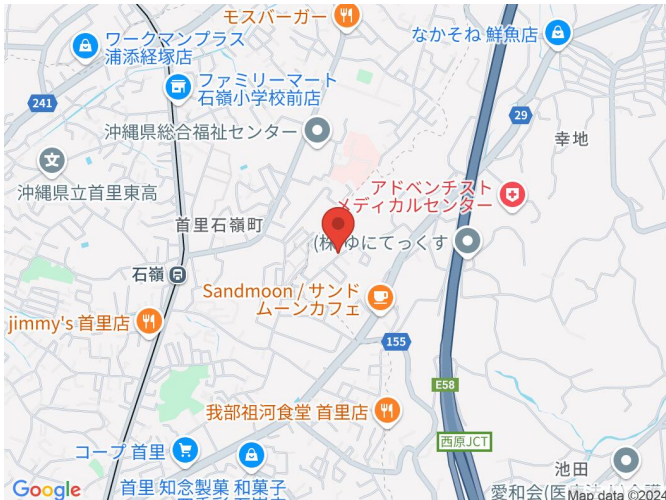 モスバーガー
ワークマンプラス
浦添経塚店
なかそね 鮮魚店
ファミリーマート
石嶺小学校前店
241
29
沖縄県総合福祉センター
幸地
沖縄県立首里東高
アドベンチスト
メディカルセンター
首里石嶺町
(株)ゆにてっくす
石嶺
Sandmoon / サンド
ムーンカフェ
jimmy's 首里店
155
E58
我部祖河食堂 首里店
西原JCT
コープ 首里
池田
首里 知念製菓 和菓子
Google
Map data ©2024